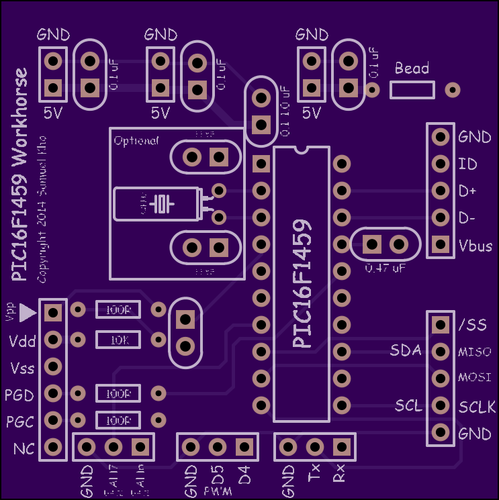 GND
GND
GND
0.1 uF
0.1uF
0.1 uF
5V
5V
5V
Bead
0.1 1.0 uF
PIC16F1459 Workhorse
Copyright 2014 Samuel Kho
Optional
GND
ID
D+
D-
Vbus
PIC16F1459
0.47 uF
Vpp
Vdd
Vss
PGD
PGC
NC
100R
10K
100R
100R
/SS
SDA
MISO
MOSI
SCL
SCLK
GND
GND
GND
D5
D4
PWM
GND
Tx
Rx